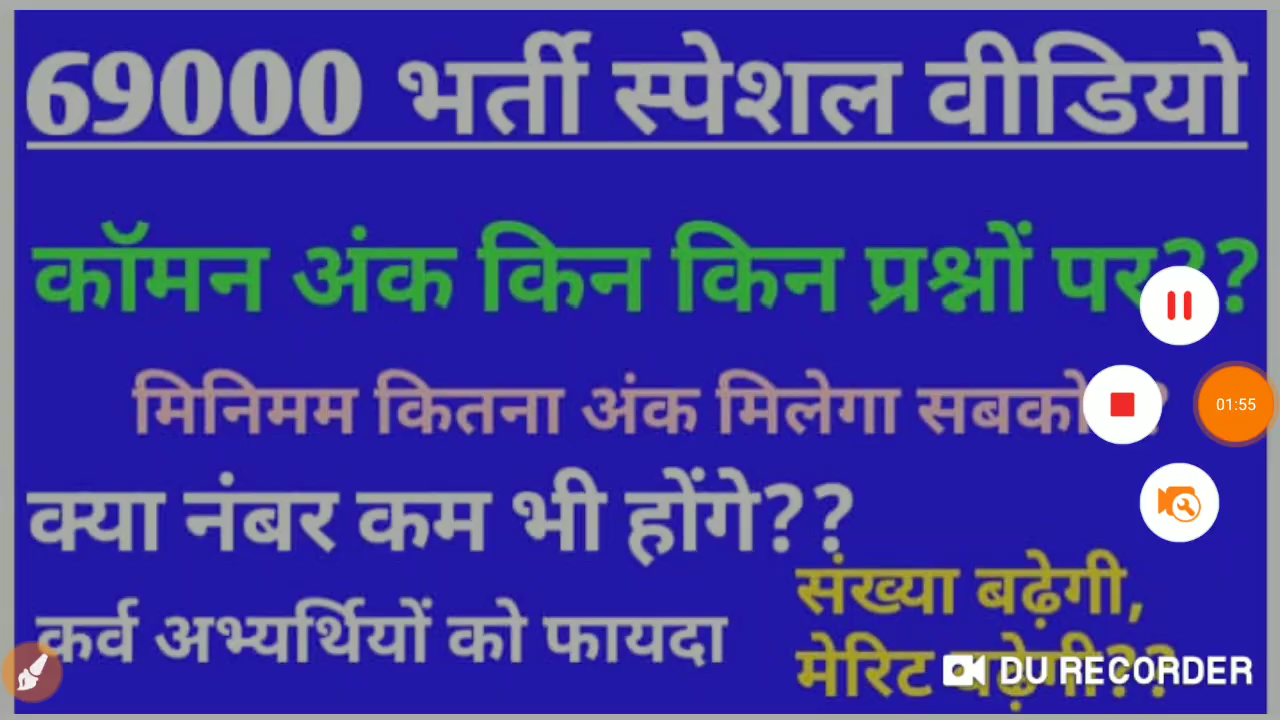 69000 भर्ती स्पेशल वीडियो
कॉमन अंक किन किन प्रश्नों पर??
मिनिमम कितना अंक मिलेगा सबको
01:55
क्या नंबर कम भी होंगे??
संख्या बढ़ेगी,
कर्व अभ्यर्थियों को फायदा
मेरिट बढ़ेगी??
DU RECORDER